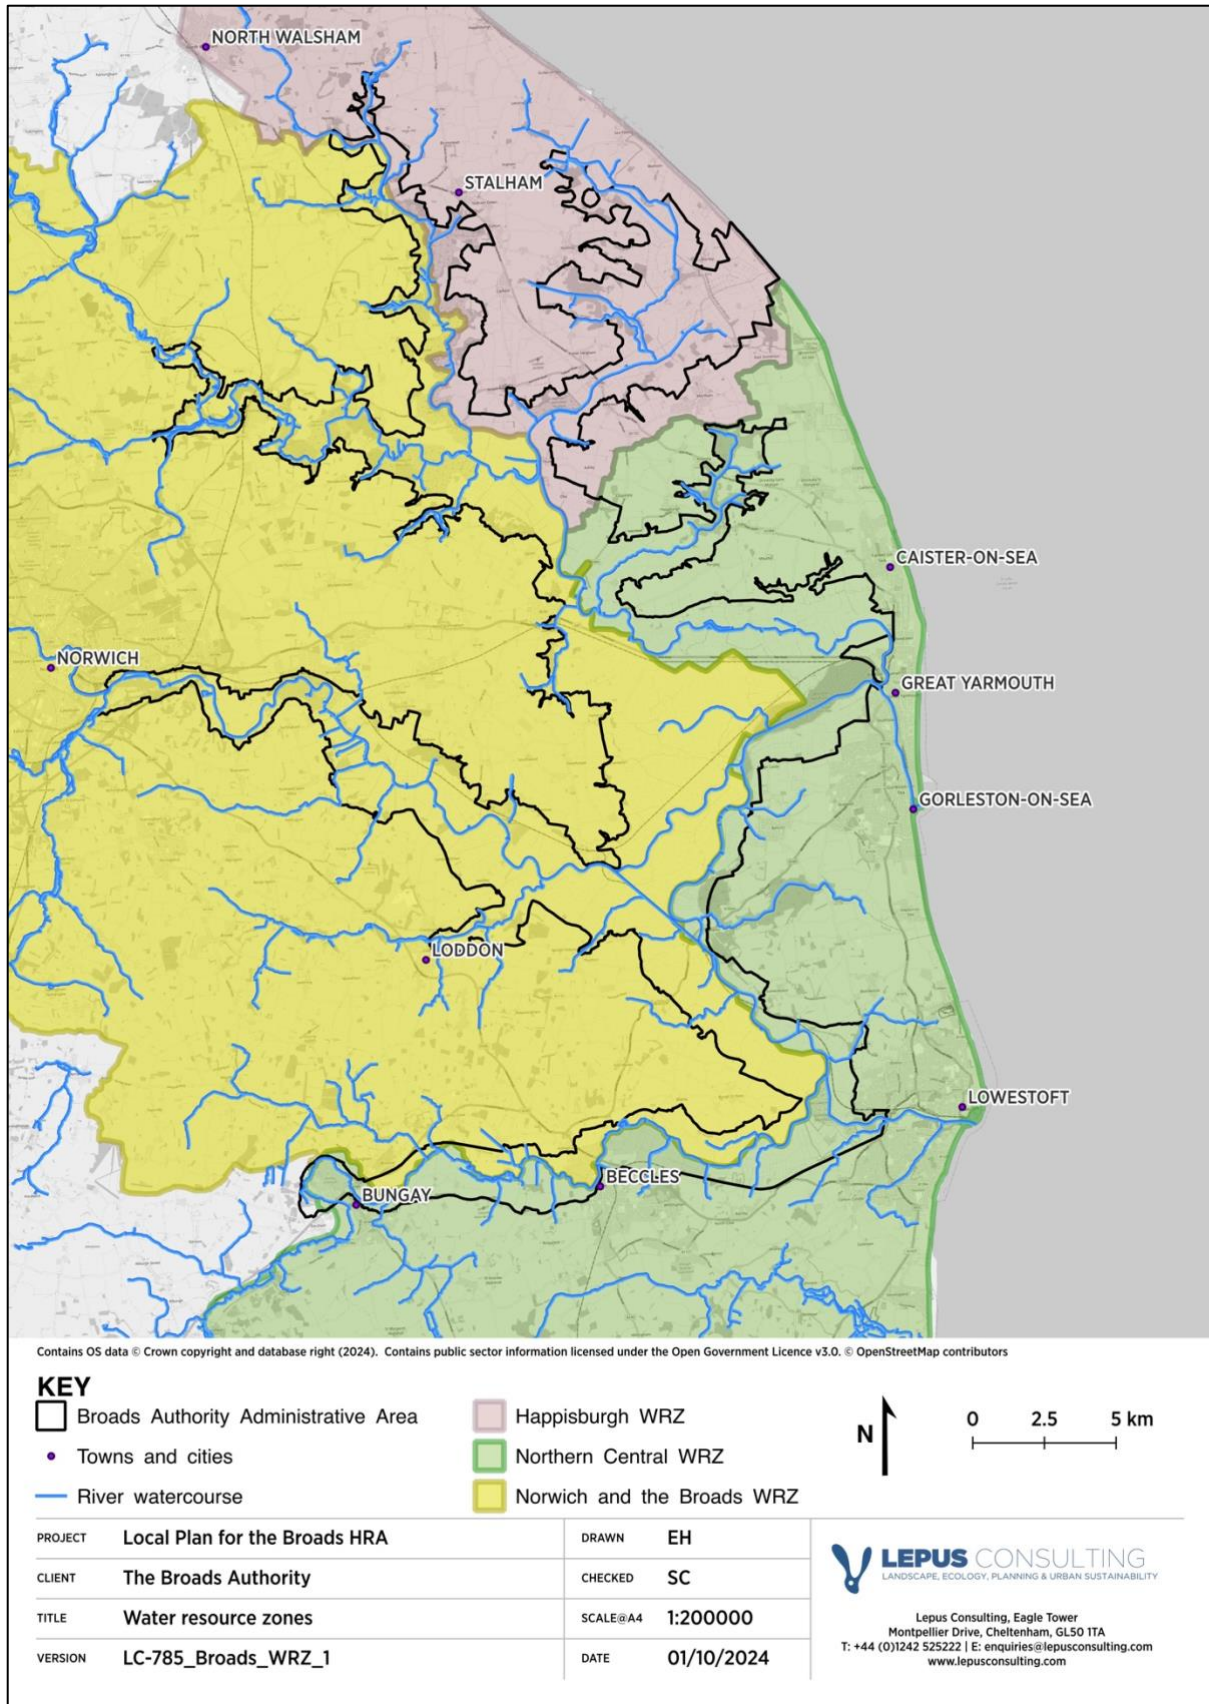 NORTH WALSHAM
STALHAM
CAISTER-ON-SEA
NORWICH
GREAT YARMOUTH
GORLESTON-ON-SEA
LODDON
LOWESTOFT
BECCLES
BUNGAY
Contains OS data © Crown copyright and database right (2024). Contains public sector information licensed under the Open Government Licence v3.0. © OpenStreetMap contributors
KEY
Broads Authority Administrative Area
Towns and cities
River watercourse
Happisburgh WRZ
Northern Central WRZ
Norwich and the Broads WRZ
N
0 2.5 5 km
PROJECT Local Plan for the Broads HRA
CLIENT The Broads Authority
TITLE Water resource zones
VERSION LC-785_Broads_WRZ_1
DRAWN EH
CHECKED SC
SCALE@A4 1:200000
DATE 01/10/2024
LEPUS CONSULTING
LANDSCAPE, ECOLOGY, PLANNING & URBAN SUSTAINABILITY
Lepus Consulting, Eagle Tower
Montpellier Drive, Cheltenham, GL50 1TA
T: +44 (0)1242 525222 | E: enquiries@lepusconsulting.com
www.lepusconsulting.com